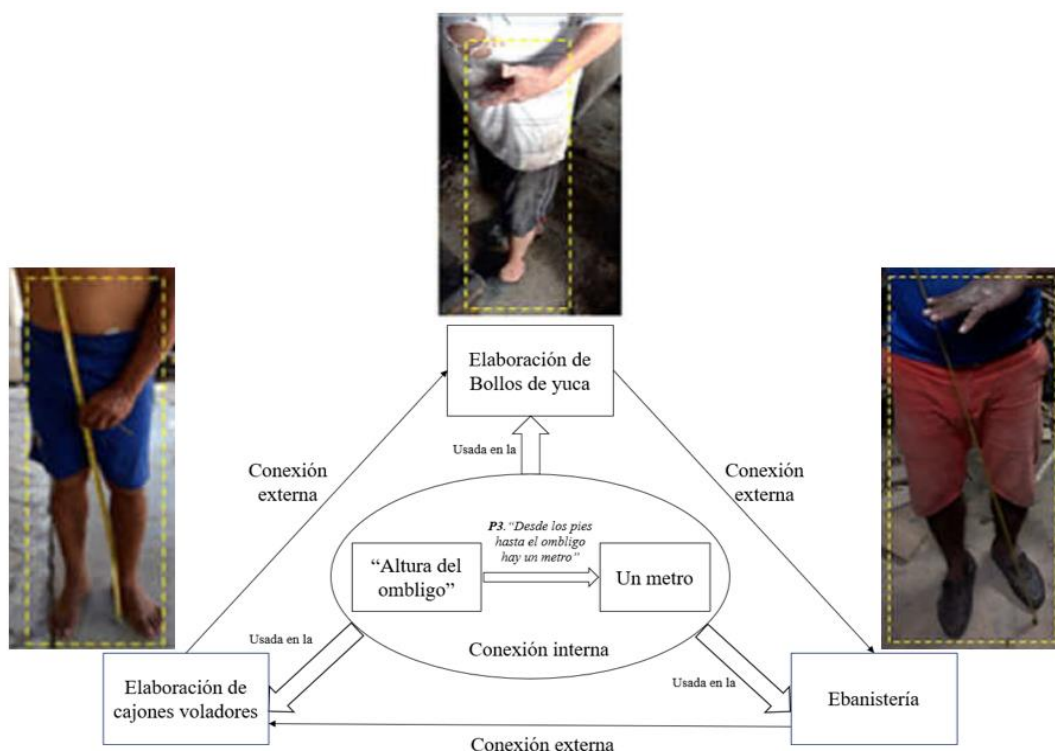 Elaboración de
Bollos de yuca
Usada en la
Conexión
externa
Conexión
externa
P3. “Desde los pies
hasta el ombligo
hay un metro”
“Altura del
ombligo”
Un metro
Usada en la
Conexión interna
Usada en la
Elaboración de
cajones voladores
Ebanistería
Conexión externa